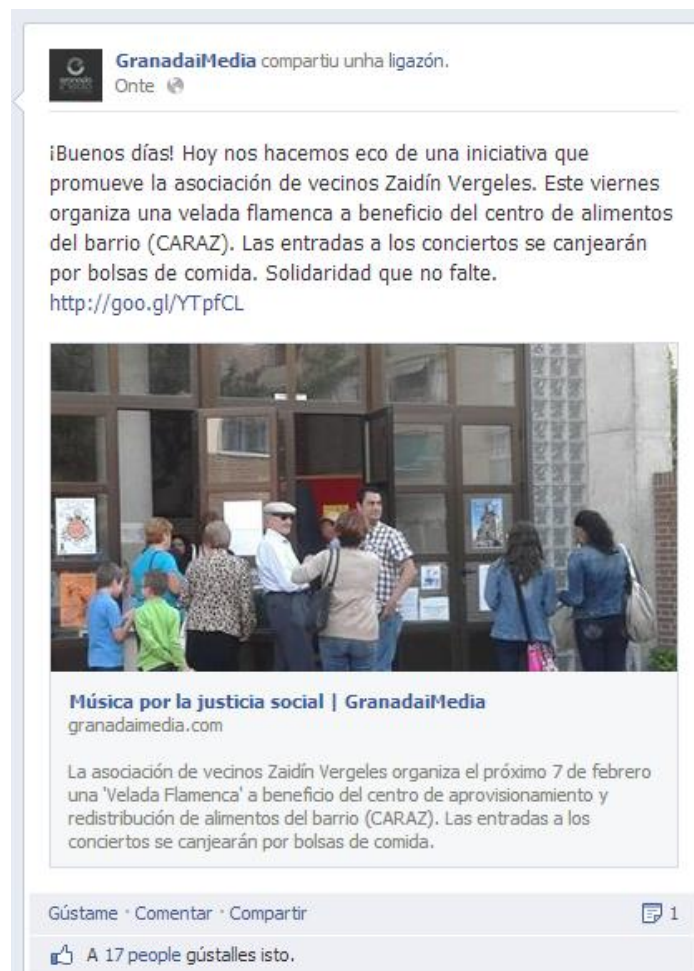 GranadaiMedia compartiu unha ligazón.
Onte
¡Buenos días! Hoy nos hacemos eco de una iniciativa que
promueve la asociación de vecinos Zaidín Vergeles. Este viernes
organiza una velada flamenca a beneficio del centro de alimentos
del barrio (CARAZ). Las entradas a los conciertos se canjearán
por bolsas de comida. Solidaridad que no falte.
http://goo.gl/YTpfCL
Música por la justicia social | GranadaiMedia
granadaimedia.com
La asociación de vecinos Zaidín Vergeles organiza el próximo 7 de febrero
una 'Velada Flamenca' a beneficio del centro de aprovisionamiento y
redistribución de alimentos del barrio (CARAZ). Las entradas a los
conciertos se canjearán por bolsas de comida.
Gústame · Comentar · Compartir 1
A 17 people gústalles isto.